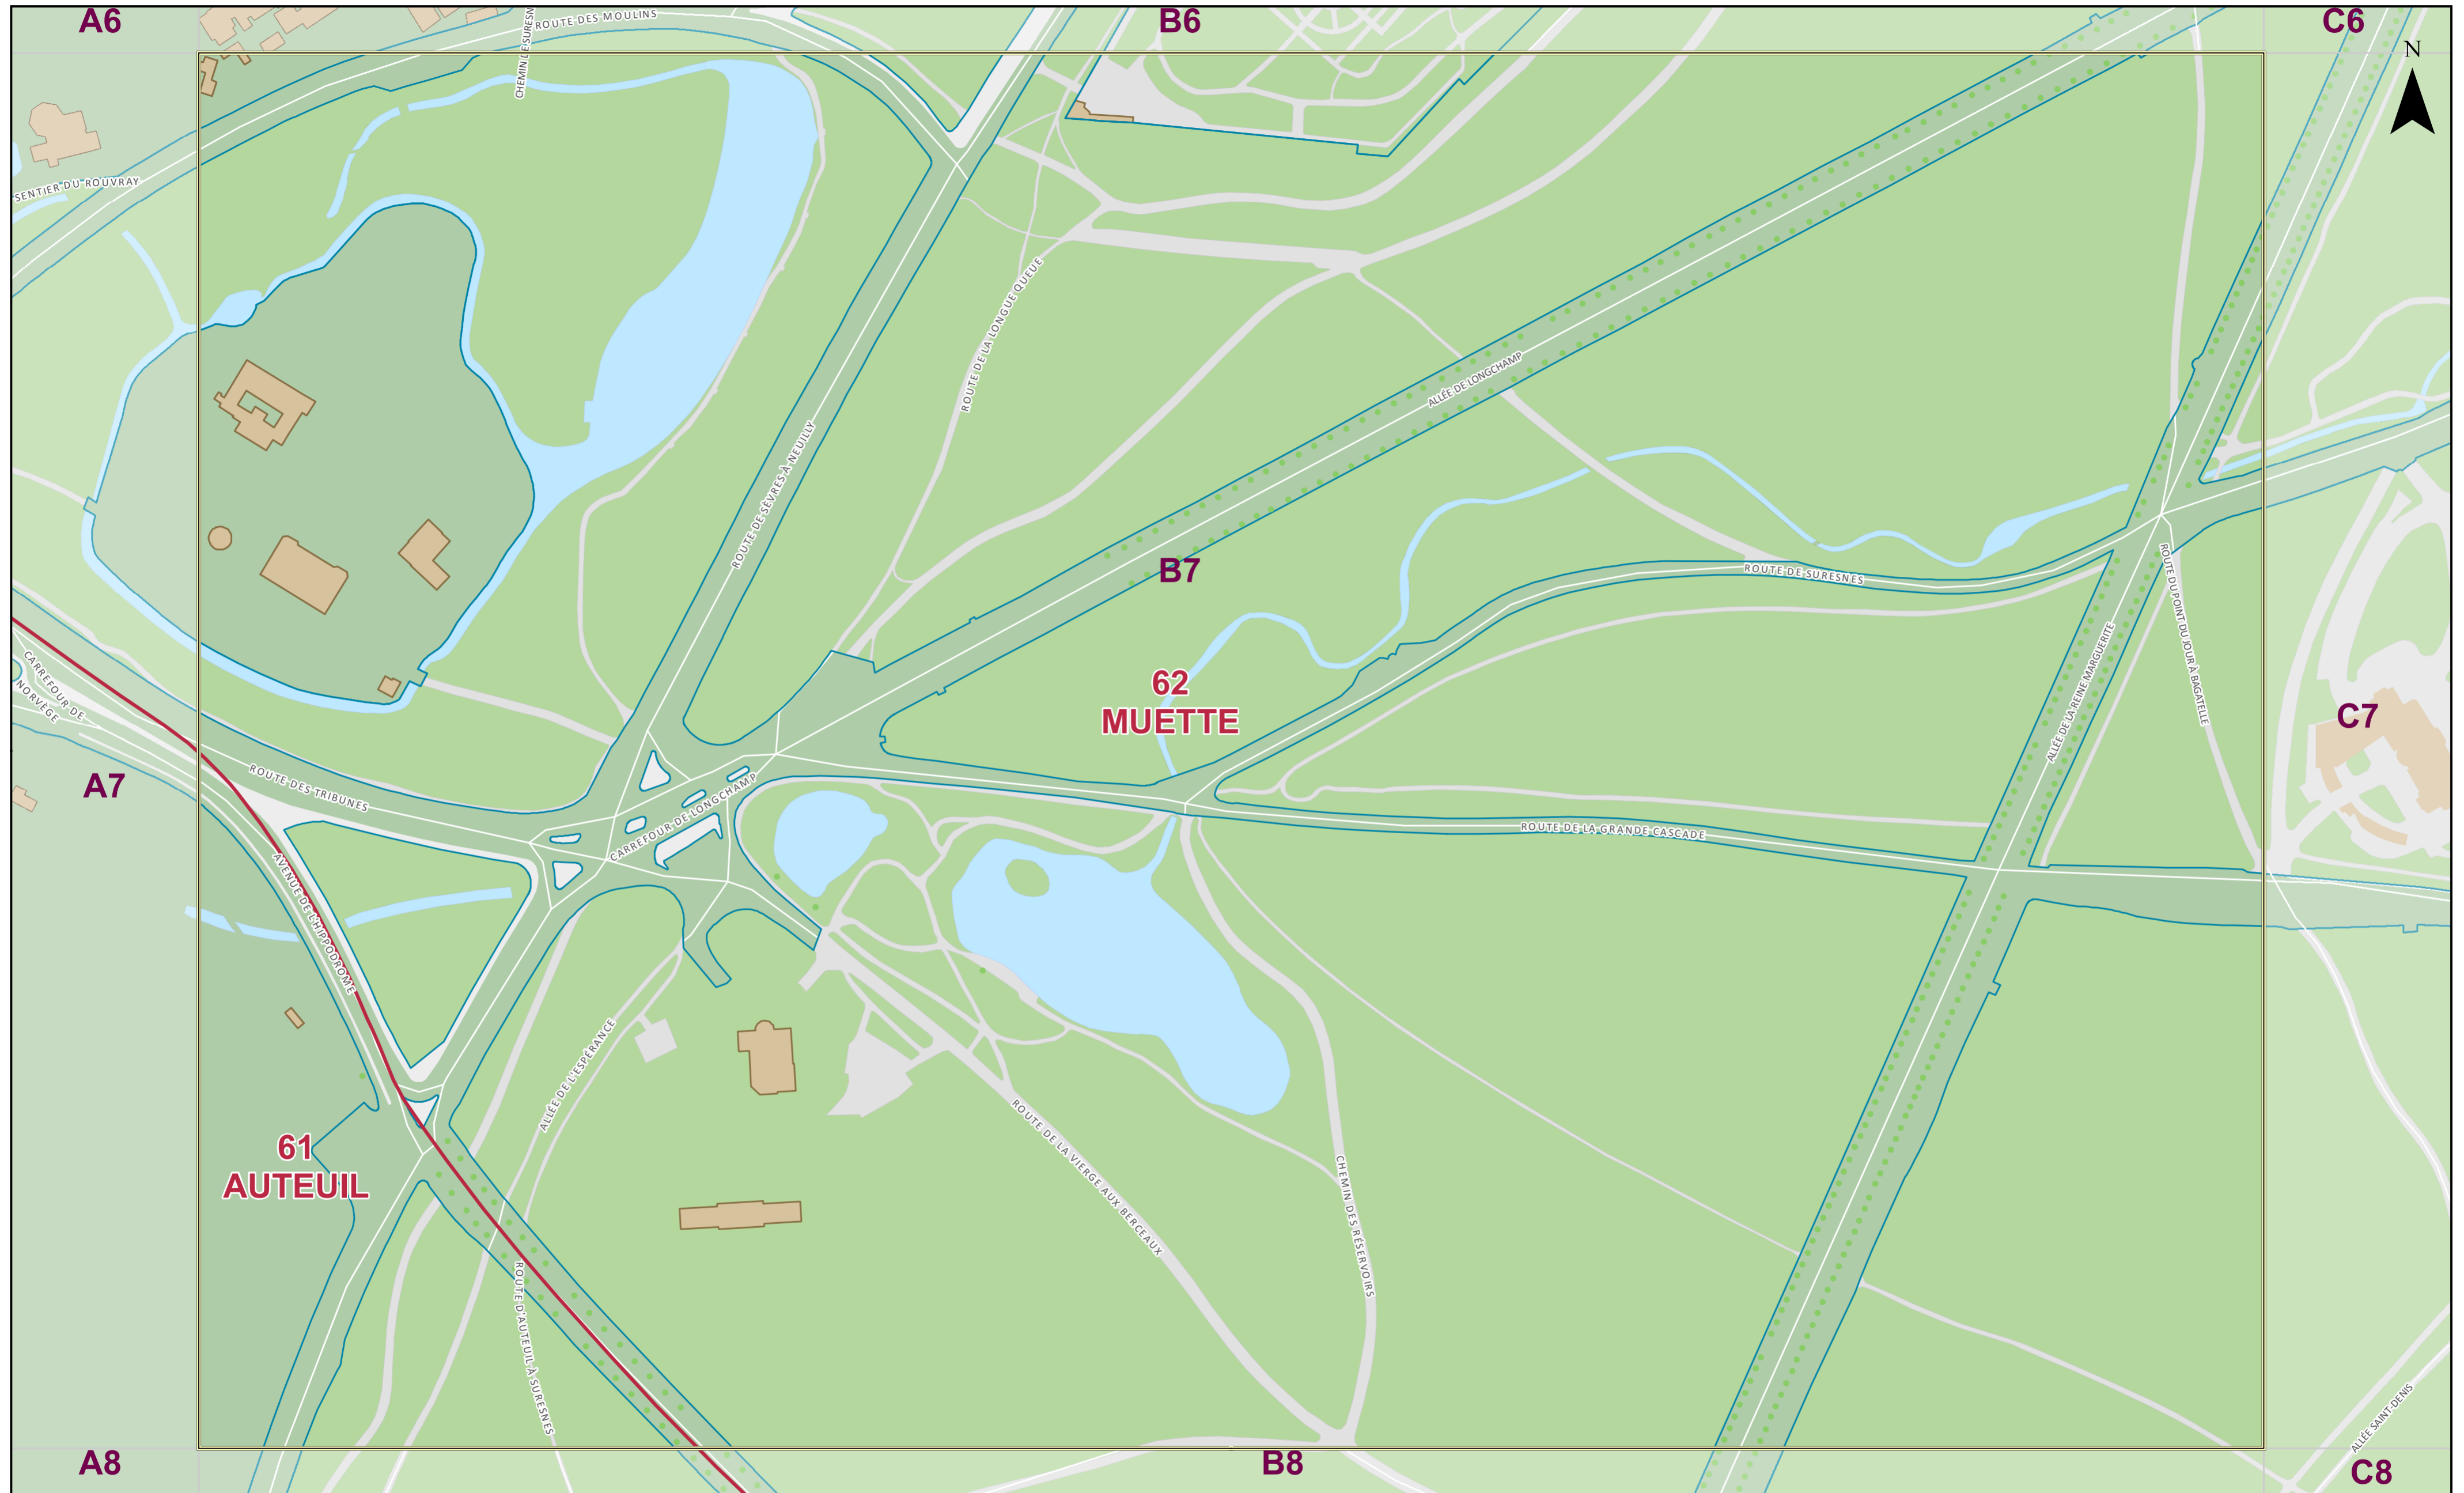 A6
B6
C6
N
ROUTE DES MOULINS
CHEMIN DE SURESN
SENTIER DU ROUVRAY
ROUTE DE LA LONGUE QUEUE
ALLÉE DE LONGCHAMP
ROUTE DE SÈVRES À NEUILLY
B7
ROUTE DE SURESNES
ROUTE DU POINT DU JOUR À BAGATELLE
ALLÉE DE LA REINE MARGUERITE
62
MUETTE
C7
CARREFOUR DE
NORVÈGE
A7
ROUTE DES TRIBUNES
CARREFOUR DE LONGCHAMP
ROUTE DE LA GRANDE CASCADE
AVENUE DE L'HIPPODROME
ALLÉE DE L'ESPÉRANCE
61
AUTEUIL
ROUTE DE LA VIERGE AUX BERCEAUX
CHEMIN DES RÉSERVOIRS
ROUTE D'AUTEUIL À SURESNES
ALLÉE SAINT-DENIS
A8
B8
C8